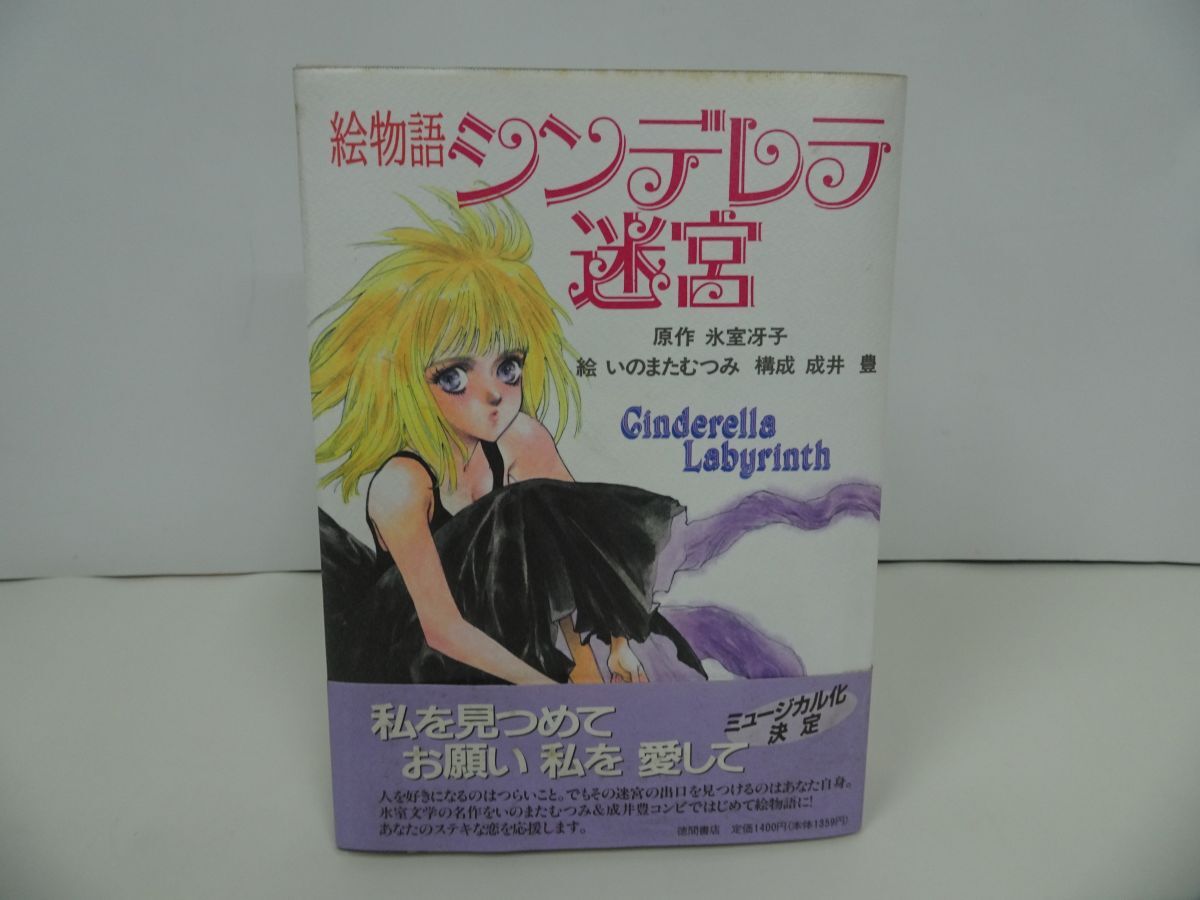 絵物語 シンデレラ
迷宮
原作 氷室冴子
絵 いのまたむつみ 構成 成井 豊
Cinderella
Labyrinth
私を見つめて
お願い 私を 愛して
ミュージカル化
決定
人を好きになるのはつらいこと。でもその迷宮の出口を見つけるのはあなた自身。
氷室文学の名作をいのまたむつみ&成井豊コンビではじめて絵物語に!
あなたのステキな恋を応援します。
徳間書店 定価1400円(本体1359円)